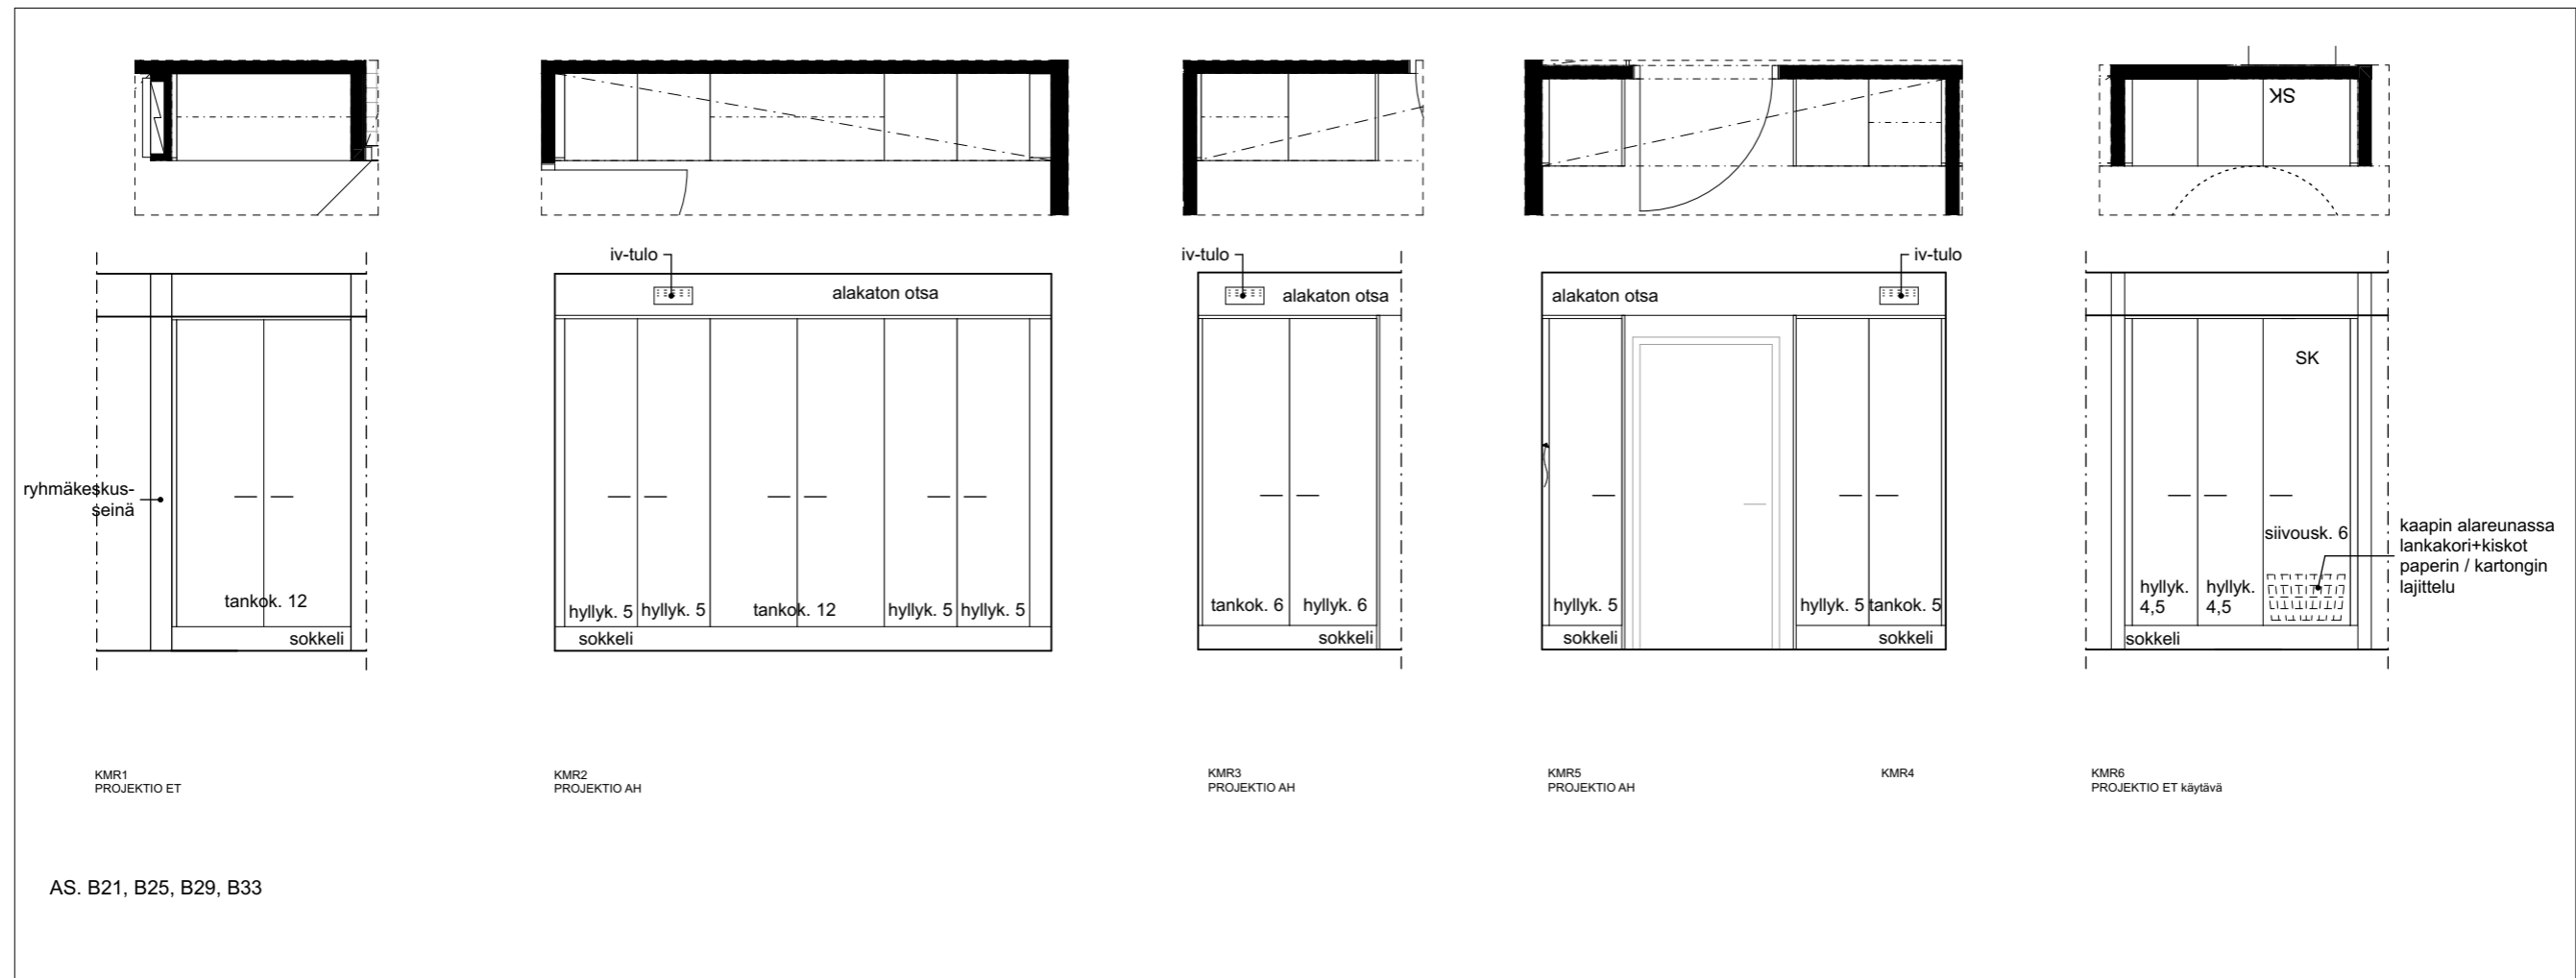 SK
iv-tulo
iv-tulo
iv-tulo
alakaton otsa
alakaton otsa
alakaton otsa
SK
ryhmäkeskus-
seinä
tankok. 12
sokkeli
hyllyk. 5
hyllyk. 5
tankok. 12
hyllyk. 5
hyllyk. 5
sokkeli
tankok. 6
hyllyk. 6
sokkeli
hyllyk. 5
sokkeli
hyllyk. 5
tankok. 5
sokkeli
siivousk. 6
hyllyk.
4,5
hyllyk.
4,5
sokkeli
kaapin alareunassa
lankakori+kiskot
paperin / kartongin
lajittelu
KMR1
PROJEKTIO ET
KMR2
PROJEKTIO AH
KMR3
PROJEKTIO AH
KMR5
PROJEKTIO AH
KMR4
KMR6
PROJEKTIO ET käytävä
AS. B21, B25, B29, B33